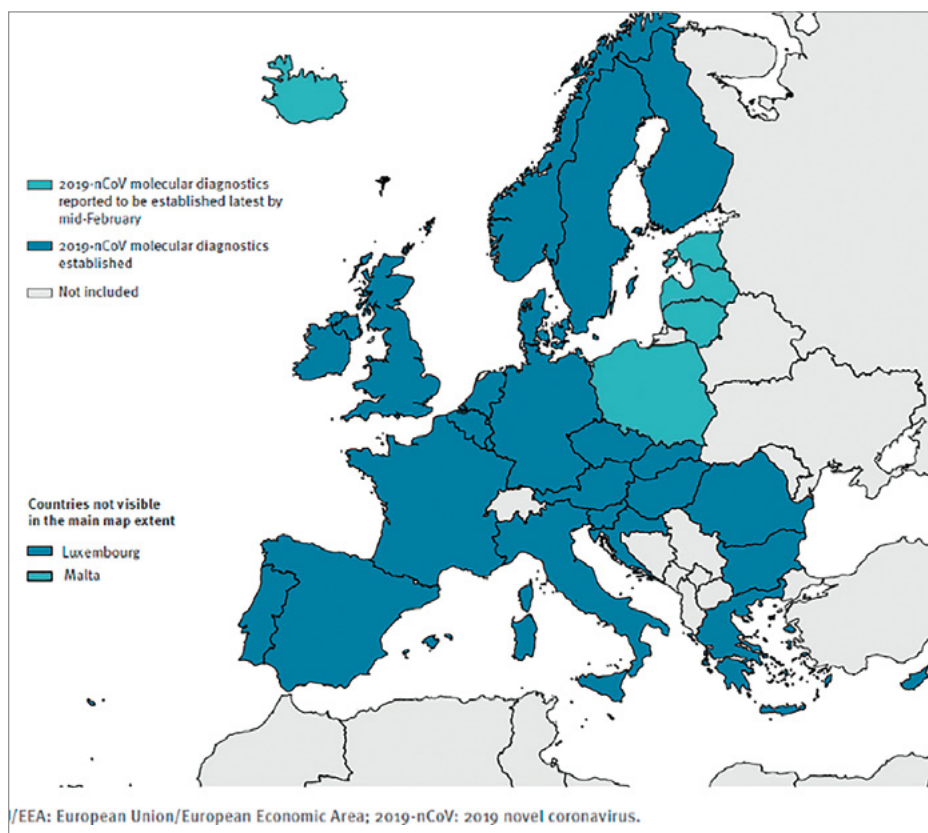 2019-nCoV molecular diagnostics
reported to be established latest by
mid-February
2019-nCoV molecular diagnostics
established
Not included
Countries not visible
in the main map extent
Luxembourg
Malta
/EEA: European Union/European Economic Area; 2019-nCoV: 2019 novel coronavirus.